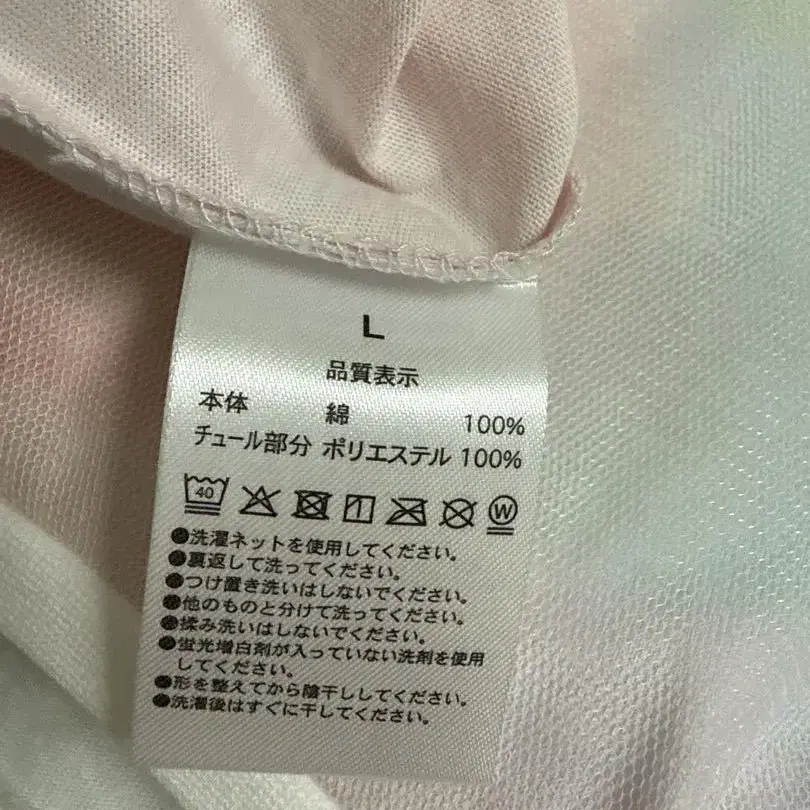 L
品質表示
本体 綿 100%
チュール部分 ポリエステル 100%
40 W
●洗濯ネットを使用してください。
●裏返して洗ってください。
●つけ置き洗いはしないでください。
●他のものと分けて洗ってください。
●揉み洗いはしないでください。
●蛍光増白剤が入っていない洗剤を使用
してください。
●形を整えてから陰干ししてください。
●洗濯後はすぐに干してください。